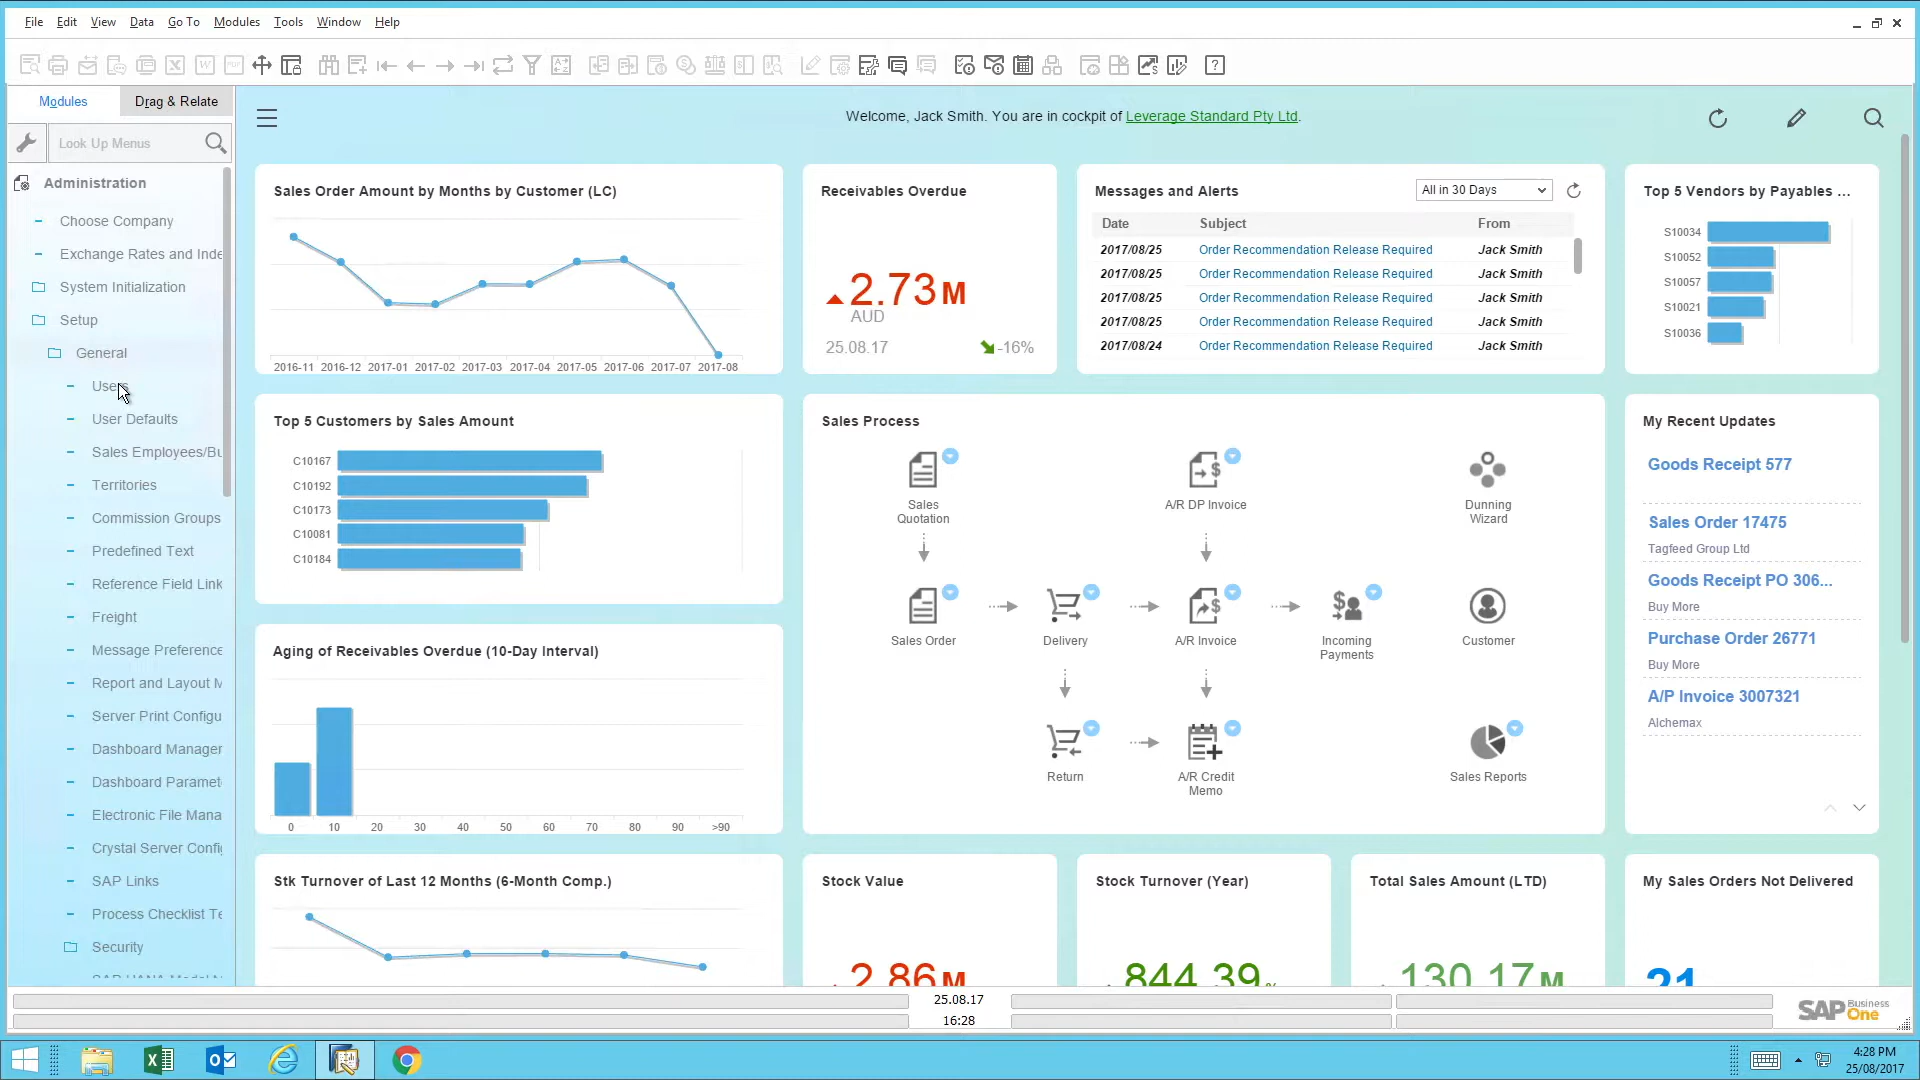 File Edit View Data Go To Modules Tools Window Help
Modules
Drag & Relate
Look Up Menus
Administration
Choose Company
Exchange Rates and Inde
System Initialization
Setup
General
Users
User Defaults
Sales Employees/Bu
Territories
Commission Groups
Predefined Text
Reference Field Link
Freight
Message Preference
Report and Layout M
Server Print Configu
Dashboard Manager
Dashboard Paramet
Electronic File Mana
Crystal Server Config
SAP Links
Process Checklist Te
Security
Welcome, Jack Smith. You are in cockpit of Leverage Standard Pty Ltd.
Sales Order Amount by Months by Customer (LC)
2016-11 2016-12 2017-01 2017-02 2017-03 2017-04 2017-05 2017-06 2017-07 2017-08
Receivables Overdue
2.73 M
AUD
25.08.17 -16%
Messages and Alerts
All in 30 Days
Date Subject From
2017/08/25 Order Recommendation Release Required Jack Smith
2017/08/25 Order Recommendation Release Required Jack Smith
2017/08/25 Order Recommendation Release Required Jack Smith
2017/08/25 Order Recommendation Release Required Jack Smith
2017/08/24 Order Recommendation Release Required Jack Smith
Top 5 Vendors by Payables ...
S10034
S10052
S10057
S10021
S10036
Top 5 Customers by Sales Amount
C10167
C10192
C10173
C10081
C10184
Sales Process
Sales
Quotation
A/R DP Invoice
Dunning
Wizard
Sales Order
Delivery
A/R Invoice
Incoming
Payments
Customer
Return
A/R Credit
Memo
Sales Reports
My Recent Updates
Goods Receipt 577
Sales Order 17475
Tagfeed Group Ltd
Goods Receipt PO 306...
Buy More
Purchase Order 26771
Buy More
A/P Invoice 3007321
Alchemax
Aging of Receivables Overdue (10-Day Interval)
0 10 20 30 40 50 60 70 80 90 >90
Stk Turnover of Last 12 Months (6-Month Comp.)
Stock Value
2.86 M
Stock Turnover (Year)
844.39 %
Total Sales Amount (LTD)
130.17 M
My Sales Orders Not Delivered
21
25.08.17
16:28
SAP Business One
4:28 PM
25/08/2017